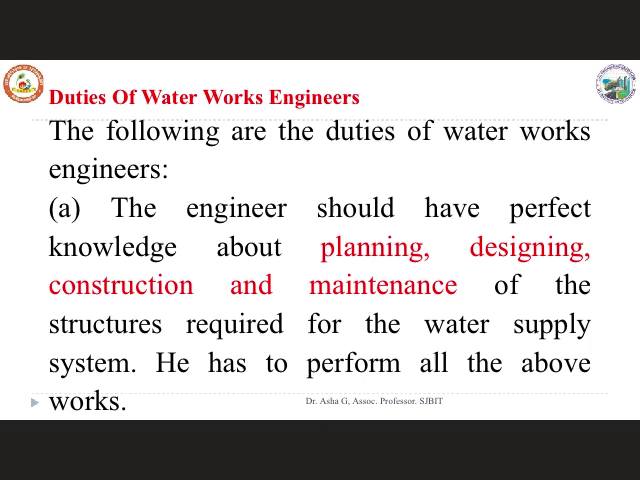 Duties Of Water Works Engineers
The following are the duties of water works
engineers:
(a) The engineer should have perfect
knowledge about planning, designing,
construction and maintenance of the
structures required for the water supply
system. He has to perform all the above
works.
Dr. Asha G, Assoc. Professor. SJBIT